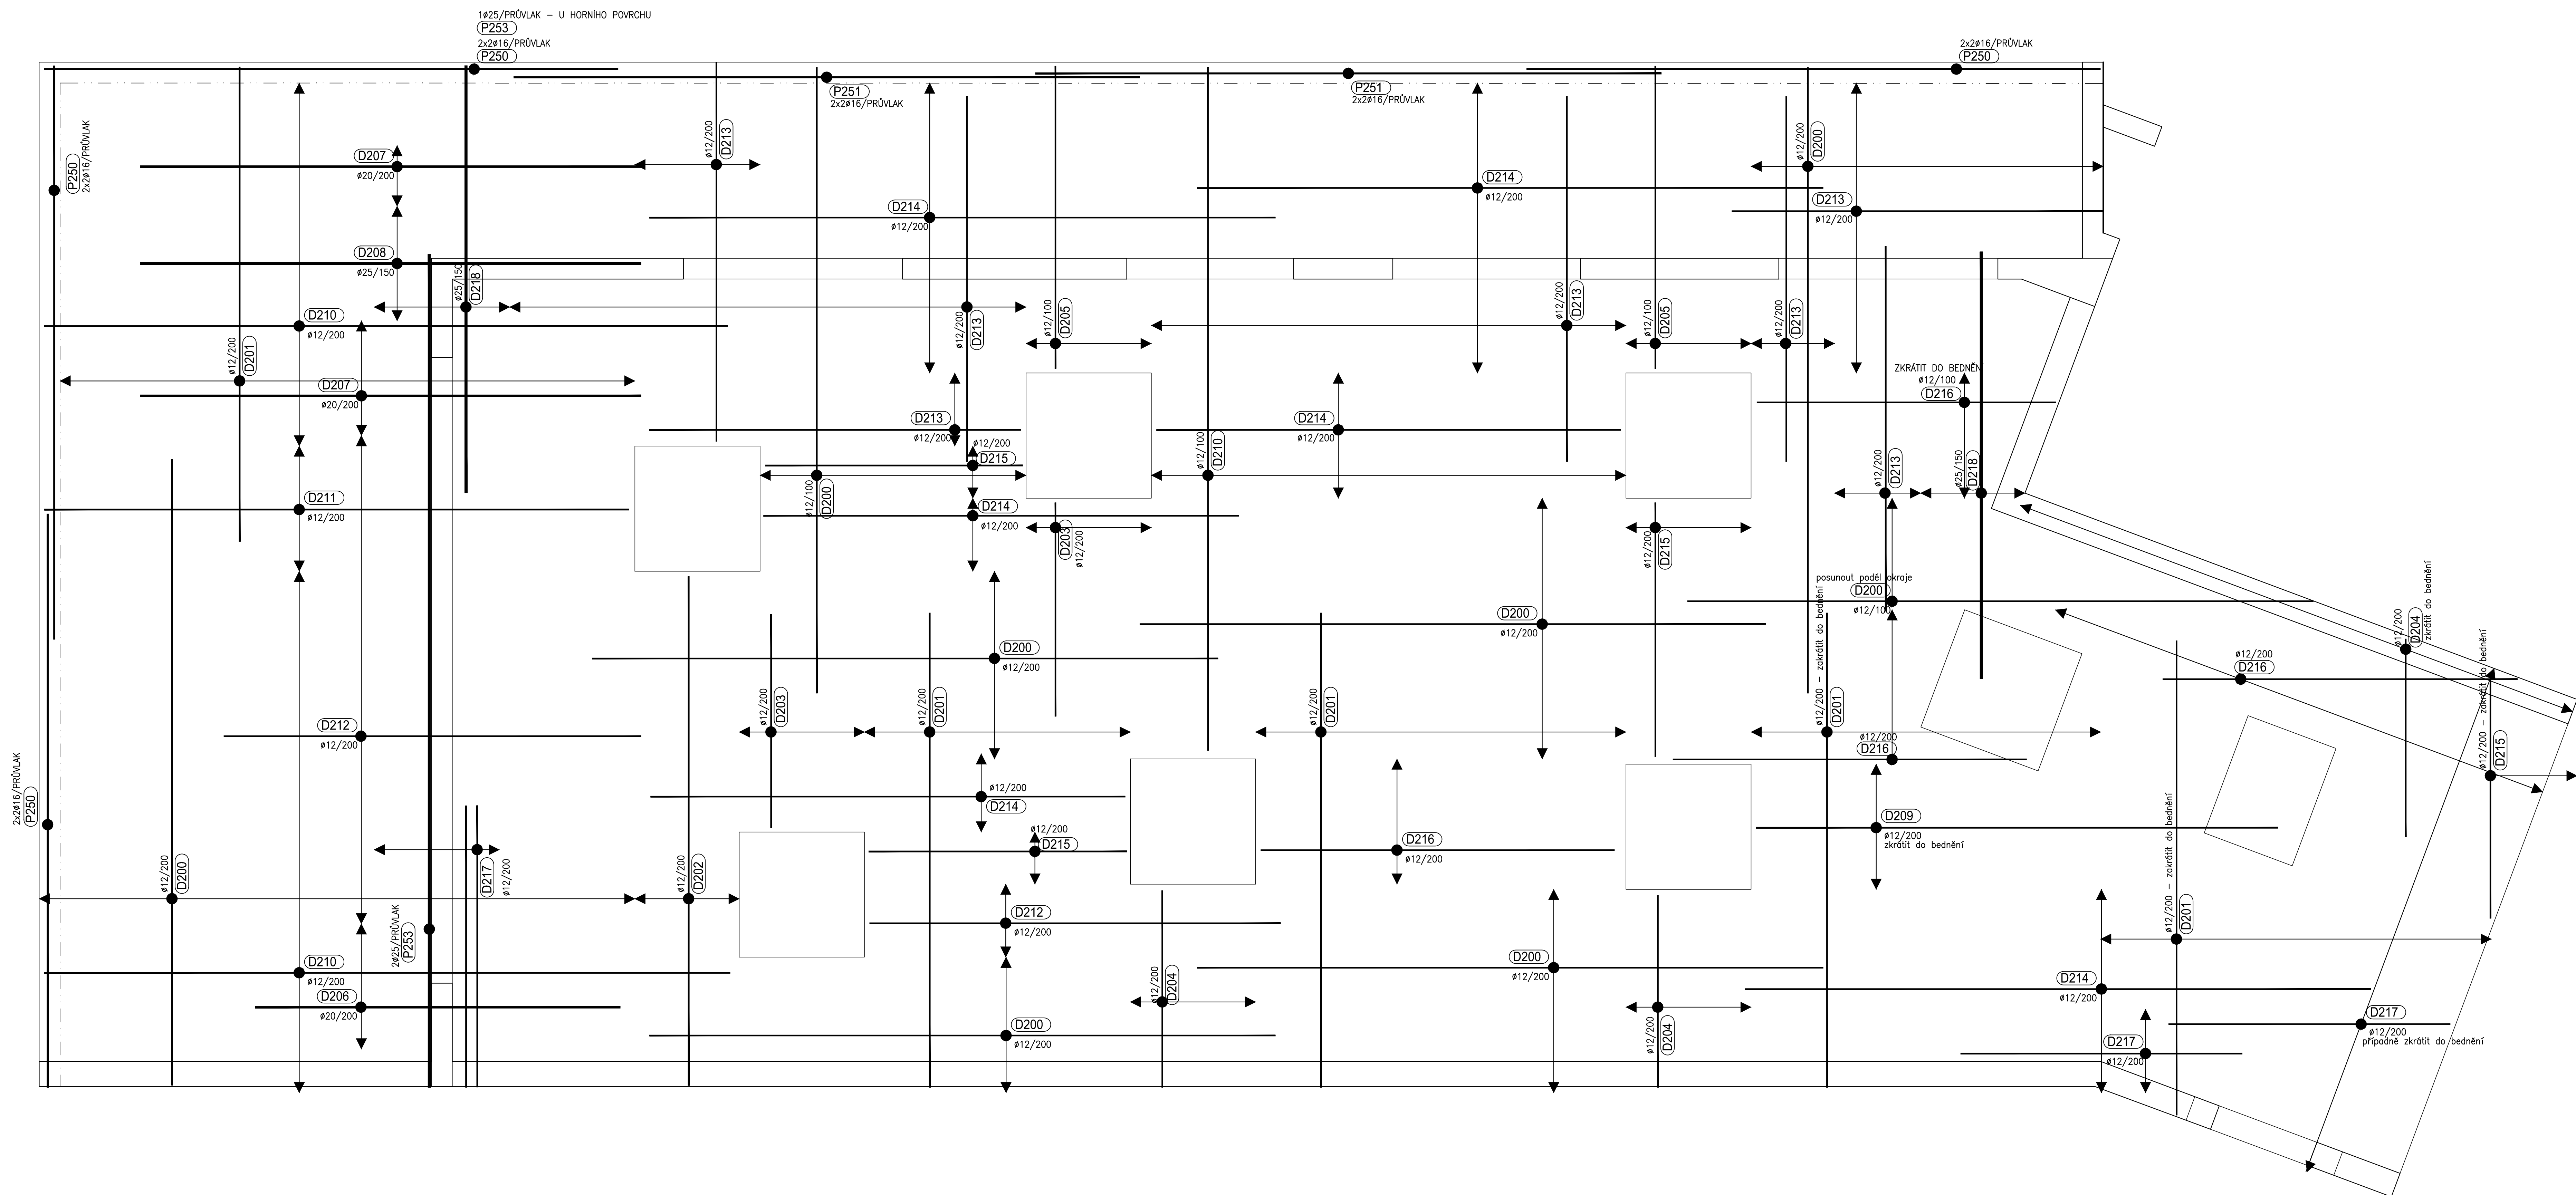 1ø25/PRŮVLAK – U HORNÍHO POVRCHU
P253
2x2ø16/PRŮVLAK
P250
2x2ø16/PRŮVLAK
P250
P251
2x2ø16/PRŮVLAK
P251
2x2ø16/PRŮVLAK
P250
2x2ø16/PRŮVLAK
D207
ø20/200
ø12/200
D213
ø12/200
D200
D214
ø12/200
D214
ø12/200
D213
ø12/200
D208
ø25/150
ø25/150
D218
D210
ø12/200
ø12/200
D213
ø12/100
D205
ø12/200
D213
ø12/100
D205
ø12/200
D213
ø12/200
D201
D207
ø20/200
ZKRÁTIT DO BEDNĚNÍ
ø12/100
D216
D213
ø12/200
D214
ø12/200
ø12/200
D215
ø12/100
D200
ø12/100
D210
ø12/200
D213
ø25/150
D218
D211
ø12/200
D214
ø12/200
D203
ø12/200
ø12/200
D215
posunout podél okraje
D200
ø12/100
D200
ø12/200
D200
ø12/200
ø12/200
D204
zkrátit do bednění
ø12/200
D216
ø12/200 – zakrátit do bednění
D215
D212
ø12/200
ø12/200
D203
ø12/200
D201
ø12/200
D201
ø12/200 – zakrátit do bednění
D201
ø12/200
D216
2x2ø16/PRŮVLAK
P250
ø12/200
D214
ø12/200
D215
D216
ø12/200
D209
ø12/200
zkrátit do bednění
ø12/200
D200
D217
ø12/200
ø12/200
D202
2ø25/PRŮVLAK
P253
D212
ø12/200
ø12/200 – zakrátit do bednění
D201
D210
ø12/200
D206
ø20/200
ø12/200
D204
D200
ø12/200
D214
ø12/200
D200
ø12/200
ø12/200
D204
D217
ø12/200
D217
ø12/200
případně zkrátit do bednění